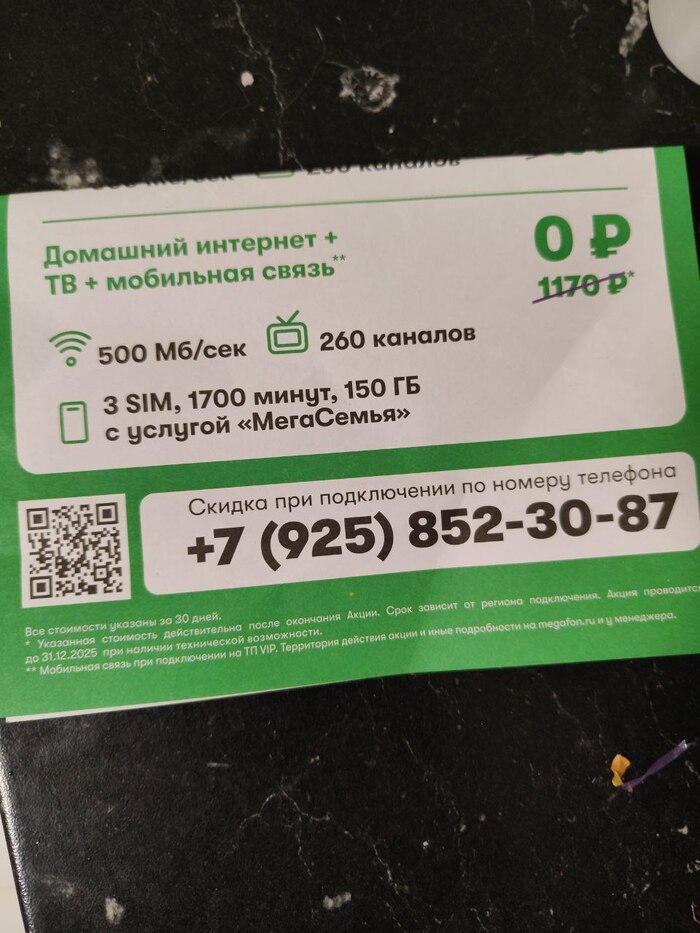 260 каналов
Домашний интернет +
ТВ + мобильная связь**
0 ₽
1170 ₽*
500 Мб/сек
260 каналов
3 SIM, 1700 минут, 150 ГБ
с услугой «МегаСемья»
Скидка при подключении по номеру телефона
+7 (925) 852-30-87
Все стоимости указаны за 30 дней.
* Указанная стоимость действительна после окончания Акции. Срок зависит от региона подключения. Акция проводится
до 31.12.2025 при наличии технической возможности.
** Мобильная связь при подключении на ТП VIP. Территория действия акции и иные подробности на megafon.ru и у менеджера.